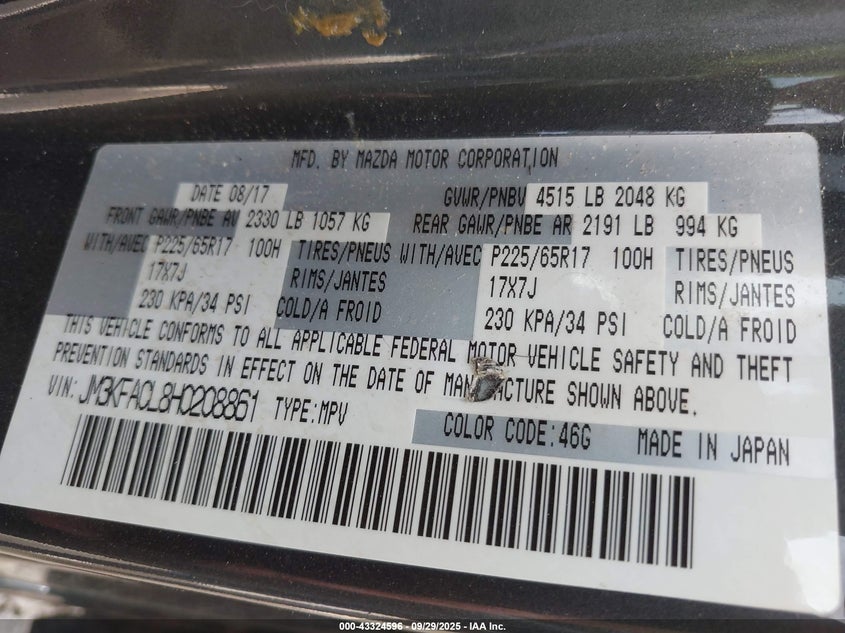 MFD. BY MAZDA MOTOR CORPORATION
DATE 08/17 GVWR/PNBV 4515 LB 2048 KG
FRONT GAWR/PNBE AV 2330 LB 1057 KG REAR GAWR/PNBE AR 2191 LB 994 KG
WITH/AVEC P225/65R17 100H TIRES/PNEUS WITH/AVEC P225/65R17 100H TIRES/PNEUS
17X7J RIMS/JANTES 17X7J RIMS/JANTES
230 KPA/34 PSI COLD/A FROID 230 KPA/34 PSI COLD/A FROID
THIS VEHICLE CONFORMS TO ALL APPLICABLE FEDERAL MOTOR VEHICLE SAFETY AND THEFT
PREVENTION STANDARDS IN EFFECT ON THE DATE OF MANUFACTURE SHOWN ABOVE.
VIN: JM3KFACL8H0208861 TYPE:MPV
COLOR CODE:46G MADE IN JAPAN
000-43324596 - 09/29/2025 - IAA Inc.